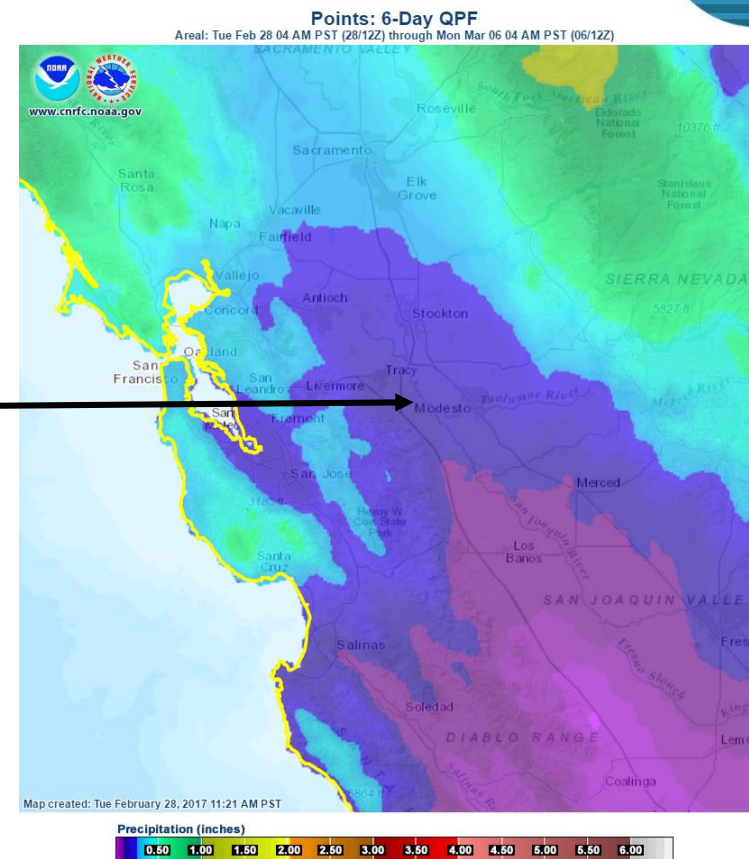 Points: 6-Day QPF
Areal: Tue Feb 28 04 AM PST (28/12Z) through Mon Mar 06 04 AM PST (06/12Z)
SACRAMENTO VALLEY
NOAA
www.cnrfc.noaa.gov
Roseville
South Fork American River
Eldorado
National
Forest
10376 ft
Sacramento
Santa
Rosa
Elk
Grove
Stanislaus
National
Forest
Napa
Vacaville
Fairfield
Vallejo
SIERRA NEVADA
Antioch
Concord
Stockton
5827 ft
Oakland
San
Francisco
San
Leandro
Livermore
Tracy
Tuolumne River
Merced River
Modesto
San
Mateo
Fremont
San Jose
Merced
3180 ft
Henry W
Coe State
Park
San Joaquin River
Los
Banos
Santa
Cruz
SAN JOAQUIN VALLE
Salinas
Fres
Fresno Slough
Soledad
King
DIABLO RANGE
Lem
Salinas R
Coalinga
5864 ft
Map created: Tue February 28, 2017 11:21 AM PST
Precipitation (inches)
0.50 1.00 1.50 2.00 2.50 3.00 3.50 4.00 4.50 5.00 5.50 6.00